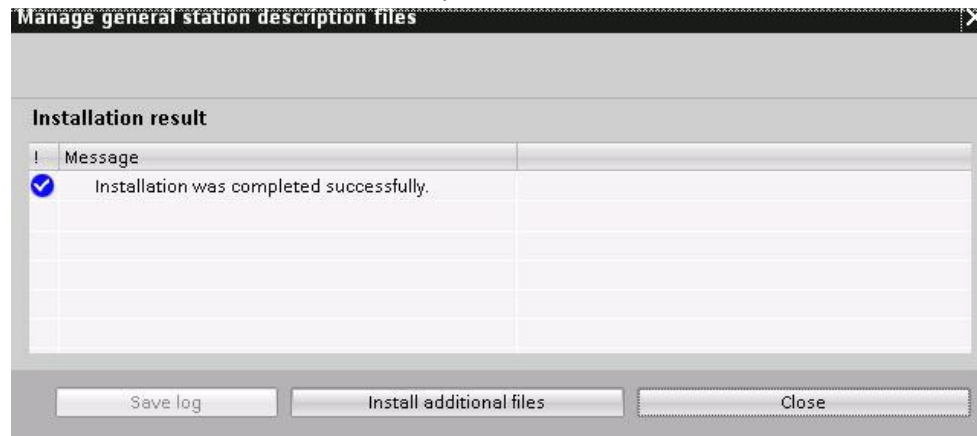 Manage general station description files
Installation result
! Message
Installation was completed successfully.
Save log Install additional files Close